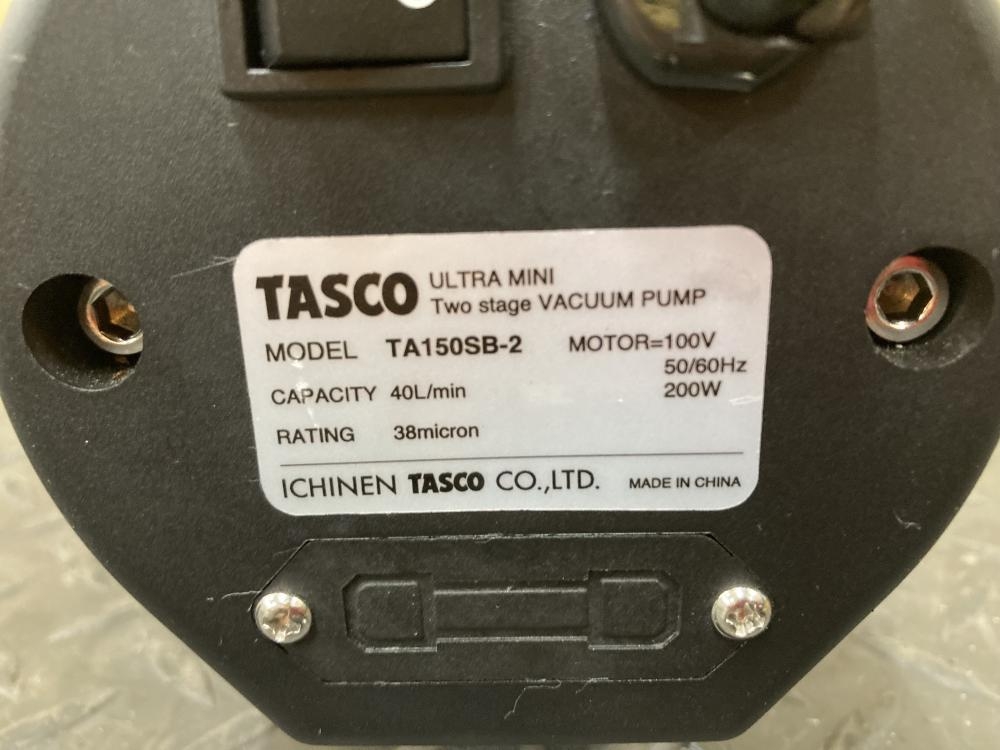 TASCO ULTRA MINI
Two stage VACUUM PUMP
MODEL TA150SB-2 MOTOR=100V
50/60Hz
CAPACITY 40L/min 200W
RATING 38micron
ICHINEN TASCO CO.,LTD. MADE IN CHINA